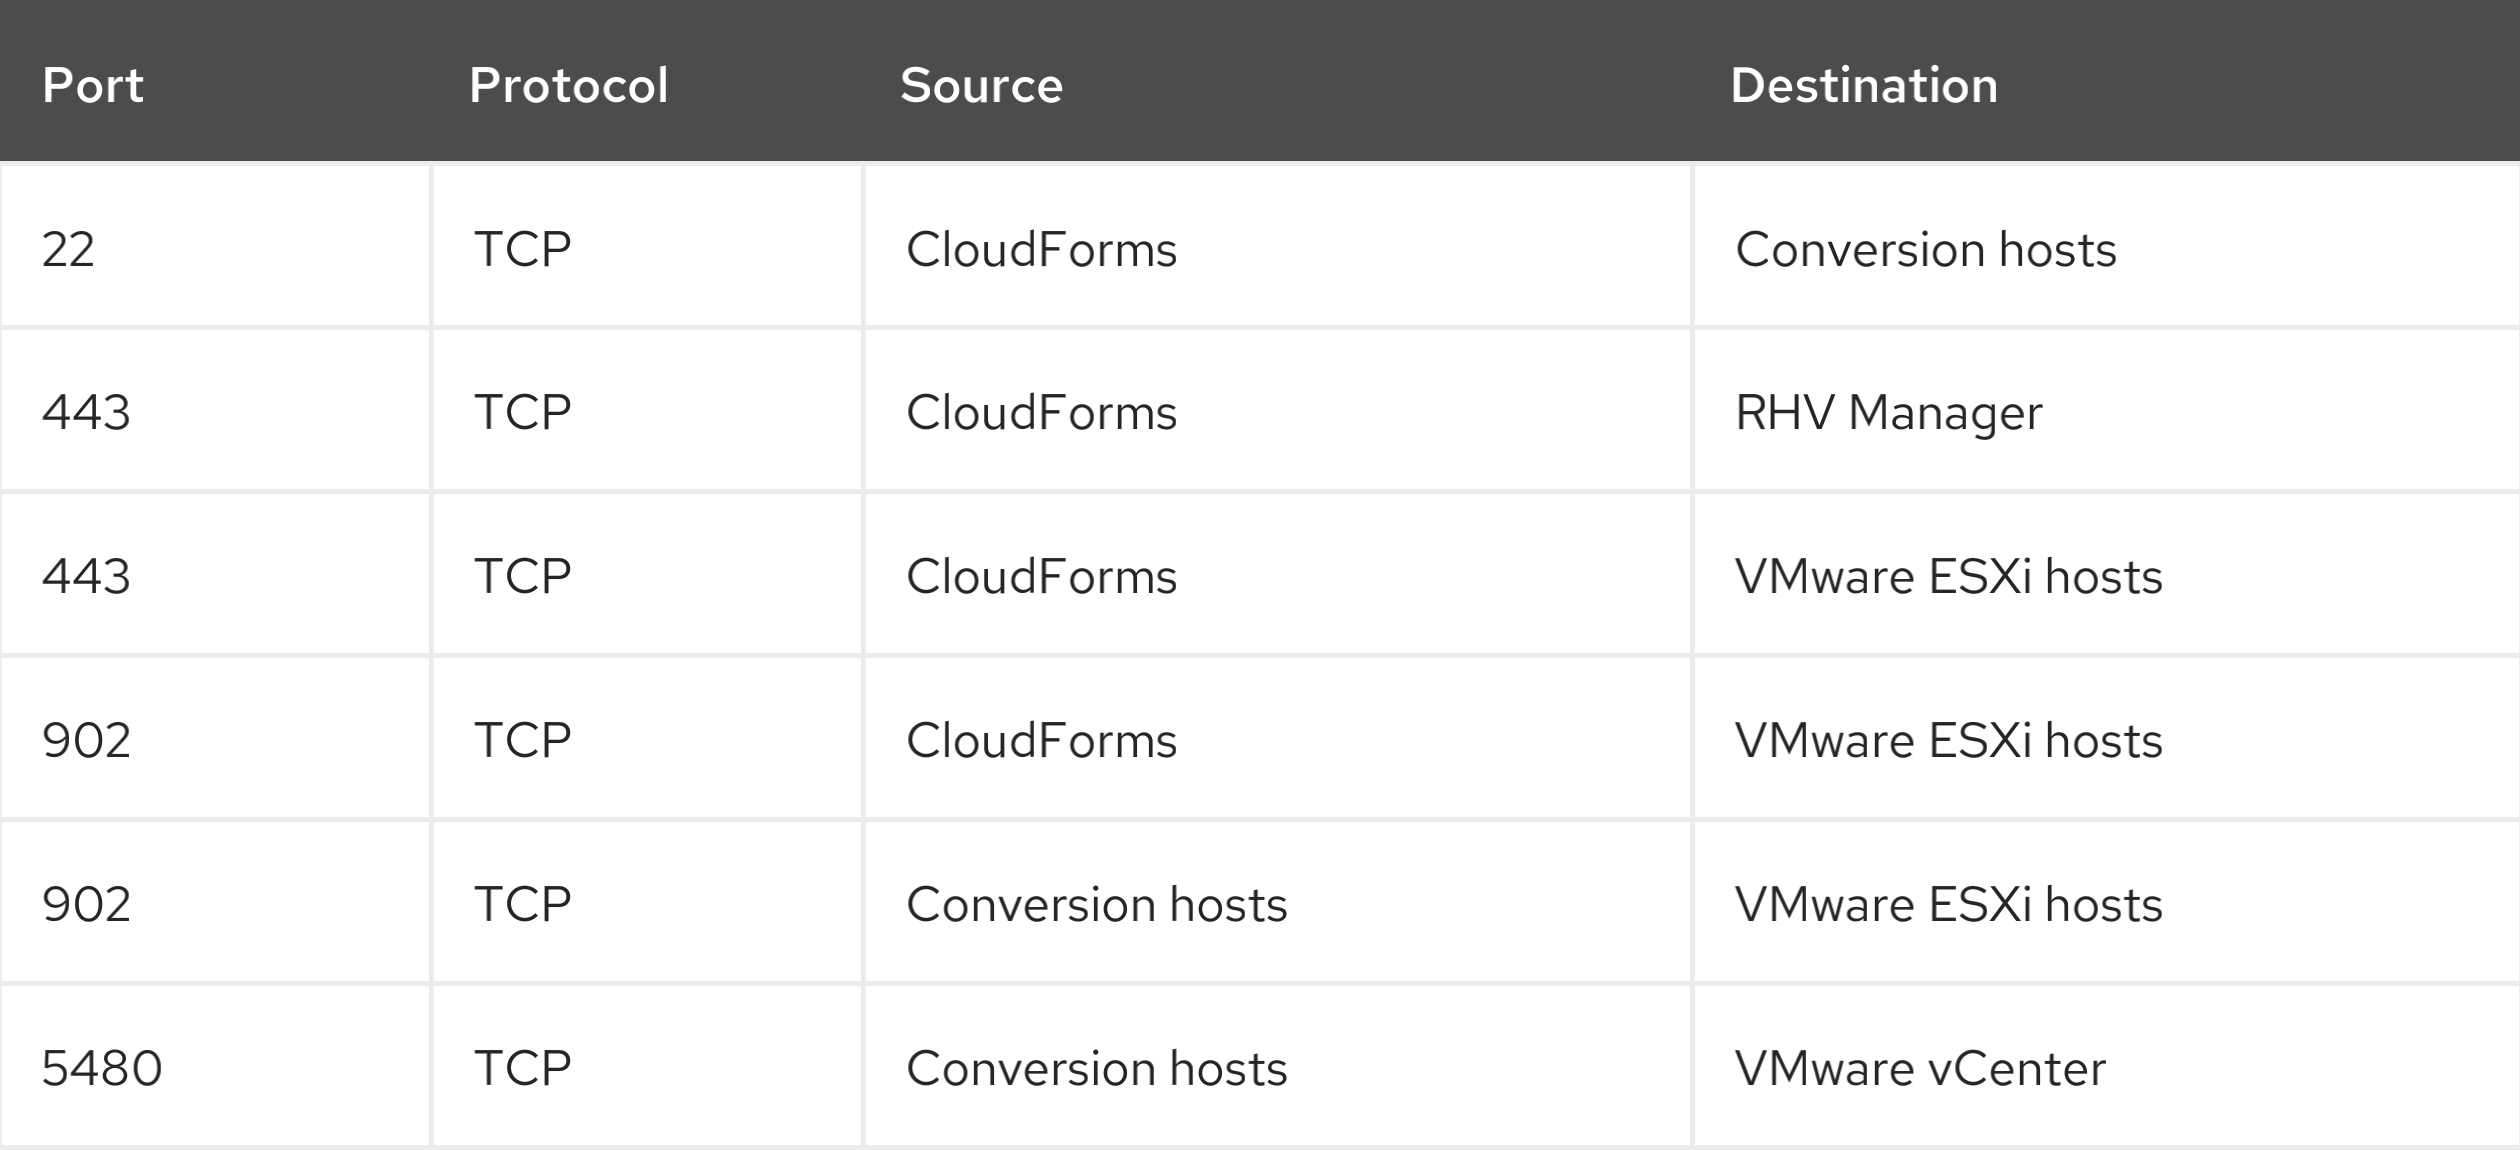 Port Protocol Source Destination
22 TCP CloudForms Conversion hosts
443 TCP CloudForms RHV Manager
443 TCP CloudForms VMware ESXi hosts
902 TCP CloudForms VMware ESXi hosts
902 TCP Conversion hosts VMware ESXi hosts
5480 TCP Conversion hosts VMware vCenter